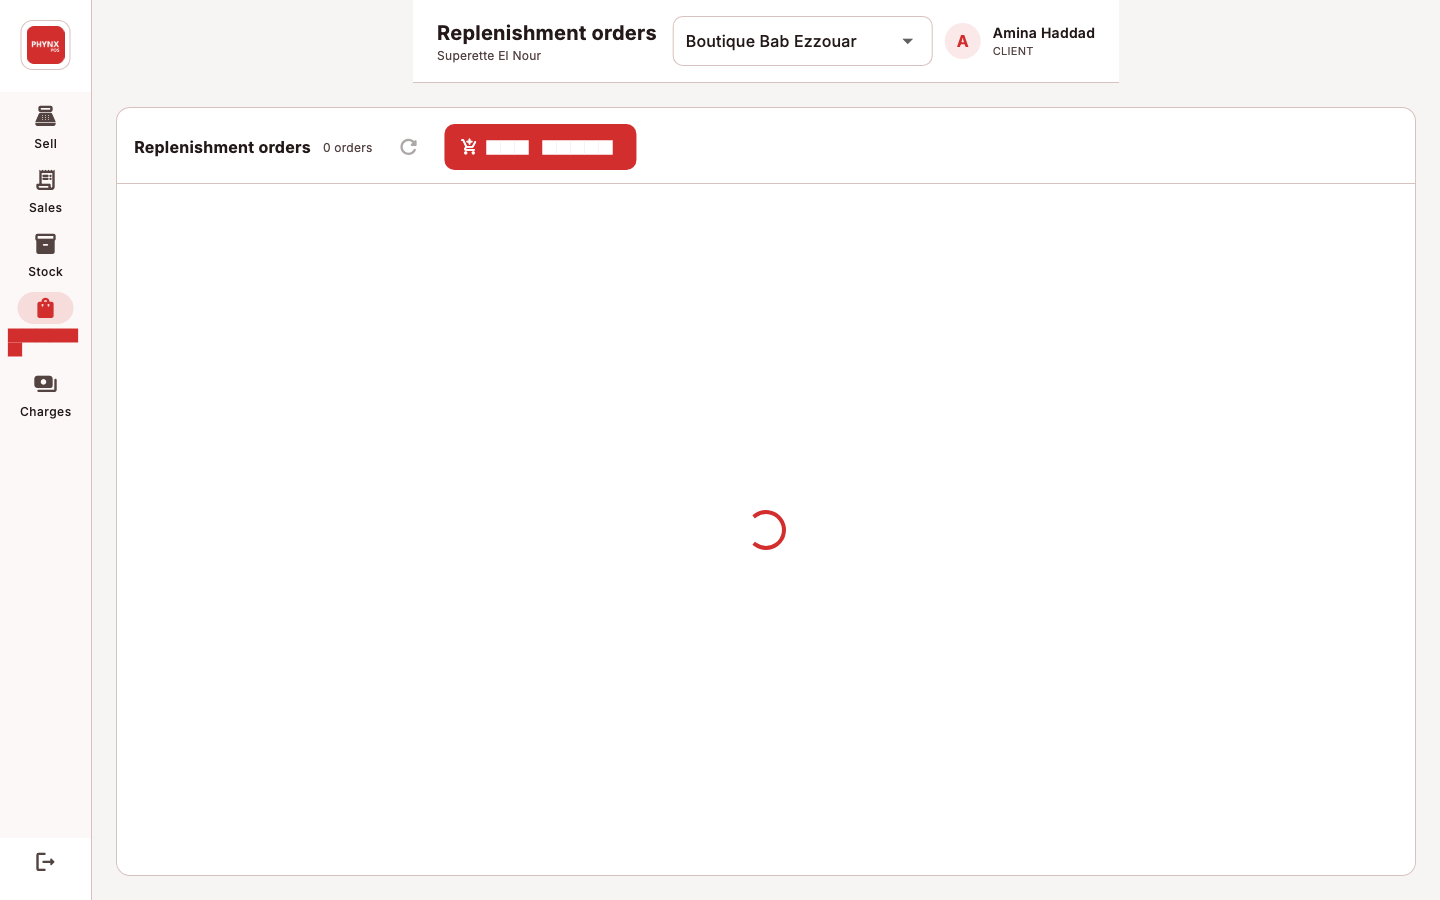 PHYNX
POS
Replenishment orders
Superette El Nour
Boutique Bab Ezzouar
A
Amina Haddad
CLIENT
Sell
Sales
Stock
Charges
Replenishment orders
0 orders